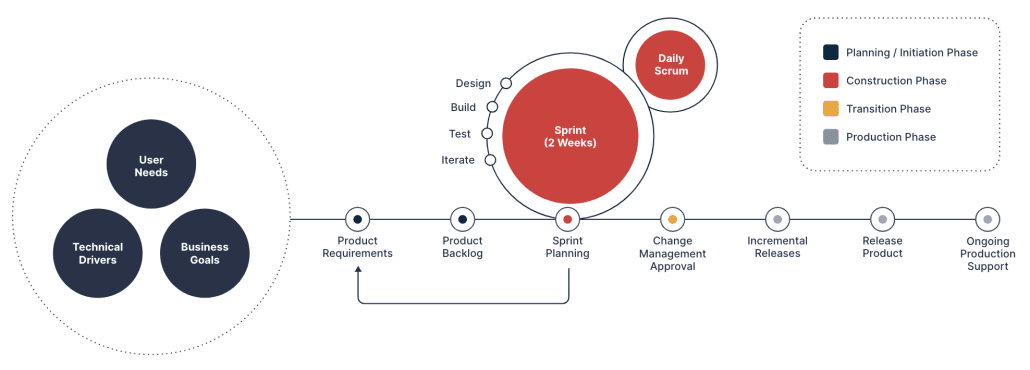 User
Needs
Technical
Drivers
Business
Goals
Design
Build
Test
Iterate
Sprint
(2 Weeks)
Daily
Scrum
Product
Requirements
Product
Backlog
Sprint
Planning
Change
Management
Approval
Incremental
Releases
Release
Product
Ongoing
Production
Support
Planning / Initiation Phase
Construction Phase
Transition Phase
Production Phase